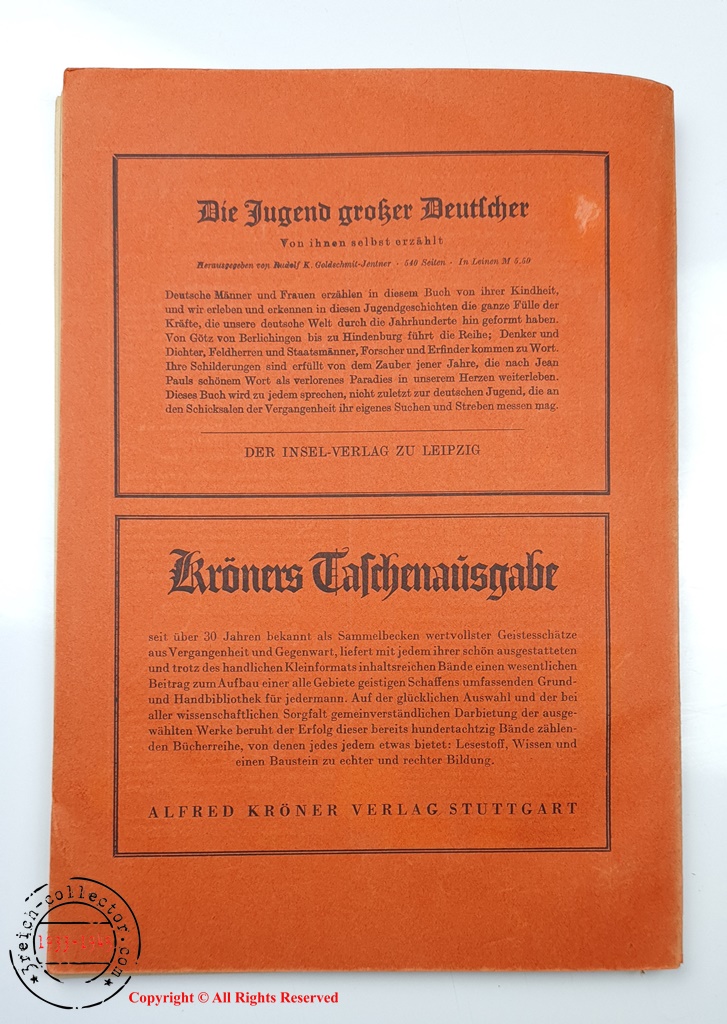 Die Jugend großer Deutscher
Von ihnen selbst erzählt
Herausgegeben von Rudolf K. Goldschmit-Jentner · 540 Seiten · In Leinen M 5.50
Deutsche Männer und Frauen erzählen in diesem Buch von ihrer Kindheit,
und wir erleben und erkennen in diesen Jugendgeschichten die ganze Fülle der
Kräfte, die unsere deutsche Welt durch die Jahrhunderte hin geformt haben.
Von Götz von Berlichingen bis zu Hindenburg führt die Reihe; Denker und
Dichter, Feldherren und Staatsmänner, Forscher und Erfinder kommen zu Wort.
Ihre Schilderungen sind erfüllt von dem Zauber jener Jahre, die nach Jean
Pauls schönem Wort als verlorenes Paradies in unserem Herzen weiterleben.
Dieses Buch wird zu jedem sprechen, nicht zuletzt zur deutschen Jugend, die an
den Schicksalen der Vergangenheit ihr eigenes Suchen und Streben messen mag.
DER INSEL-VERLAG ZU LEIPZIG
Kröners Taschenausgabe
seit über 30 Jahren bekannt als Sammelbecken wertvollster Geistesschätze
aus Vergangenheit und Gegenwart, liefert mit jedem ihrer schön ausgestatteten
und trotz des handlichen Kleinformats inhaltsreichen Bände einen wesentlichen
Beitrag zum Aufbau einer alle Gebiete geistigen Schaffens umfassenden Grund-
und Handbibliothek für jedermann. Auf der glücklichen Auswahl und der bei
aller wissenschaftlichen Sorgfalt gemeinverständlichen Darbietung der ausge-
wählten Werke beruht der Erfolg dieser bereits hundertachtzig Bände zählen-
den Bücherreihe, von denen jedes jedem etwas bietet: Lesestoff, Wissen und
einen Baustein zu echter und rechter Bildung.
ALFRED KRÖNER VERLAG STUTTGART
3reich-collector.com
Copyright © All Rights Reserved